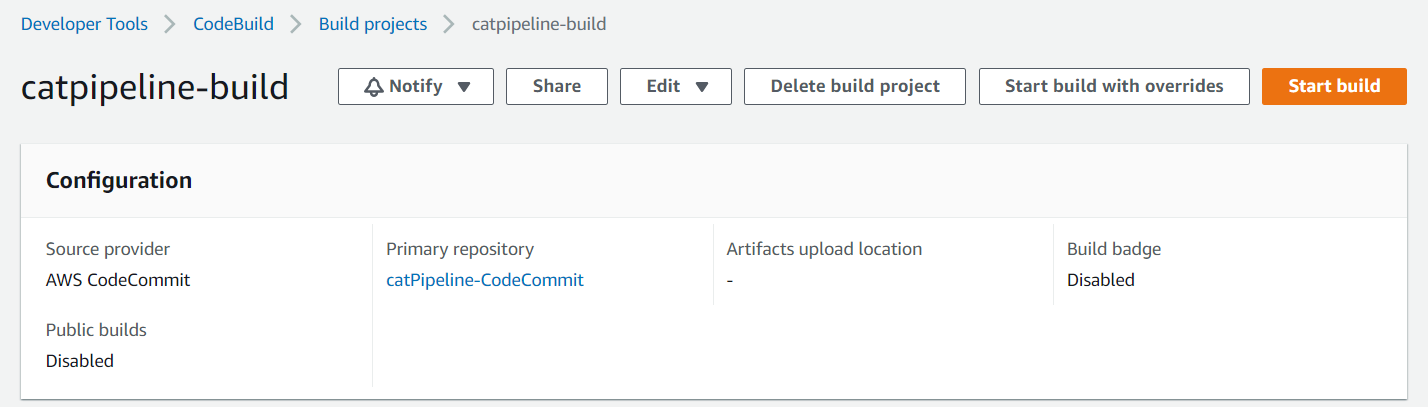 Developer Tools > CodeBuild > Build projects > catpipeline-build
catpipeline-build
Notify ▼ Share Edit ▼ Delete build project Start build with overrides Start build
Configuration
Source provider Primary repository Artifacts upload location Build badge
AWS CodeCommit catPipeline-CodeCommit - Disabled
Public builds
Disabled